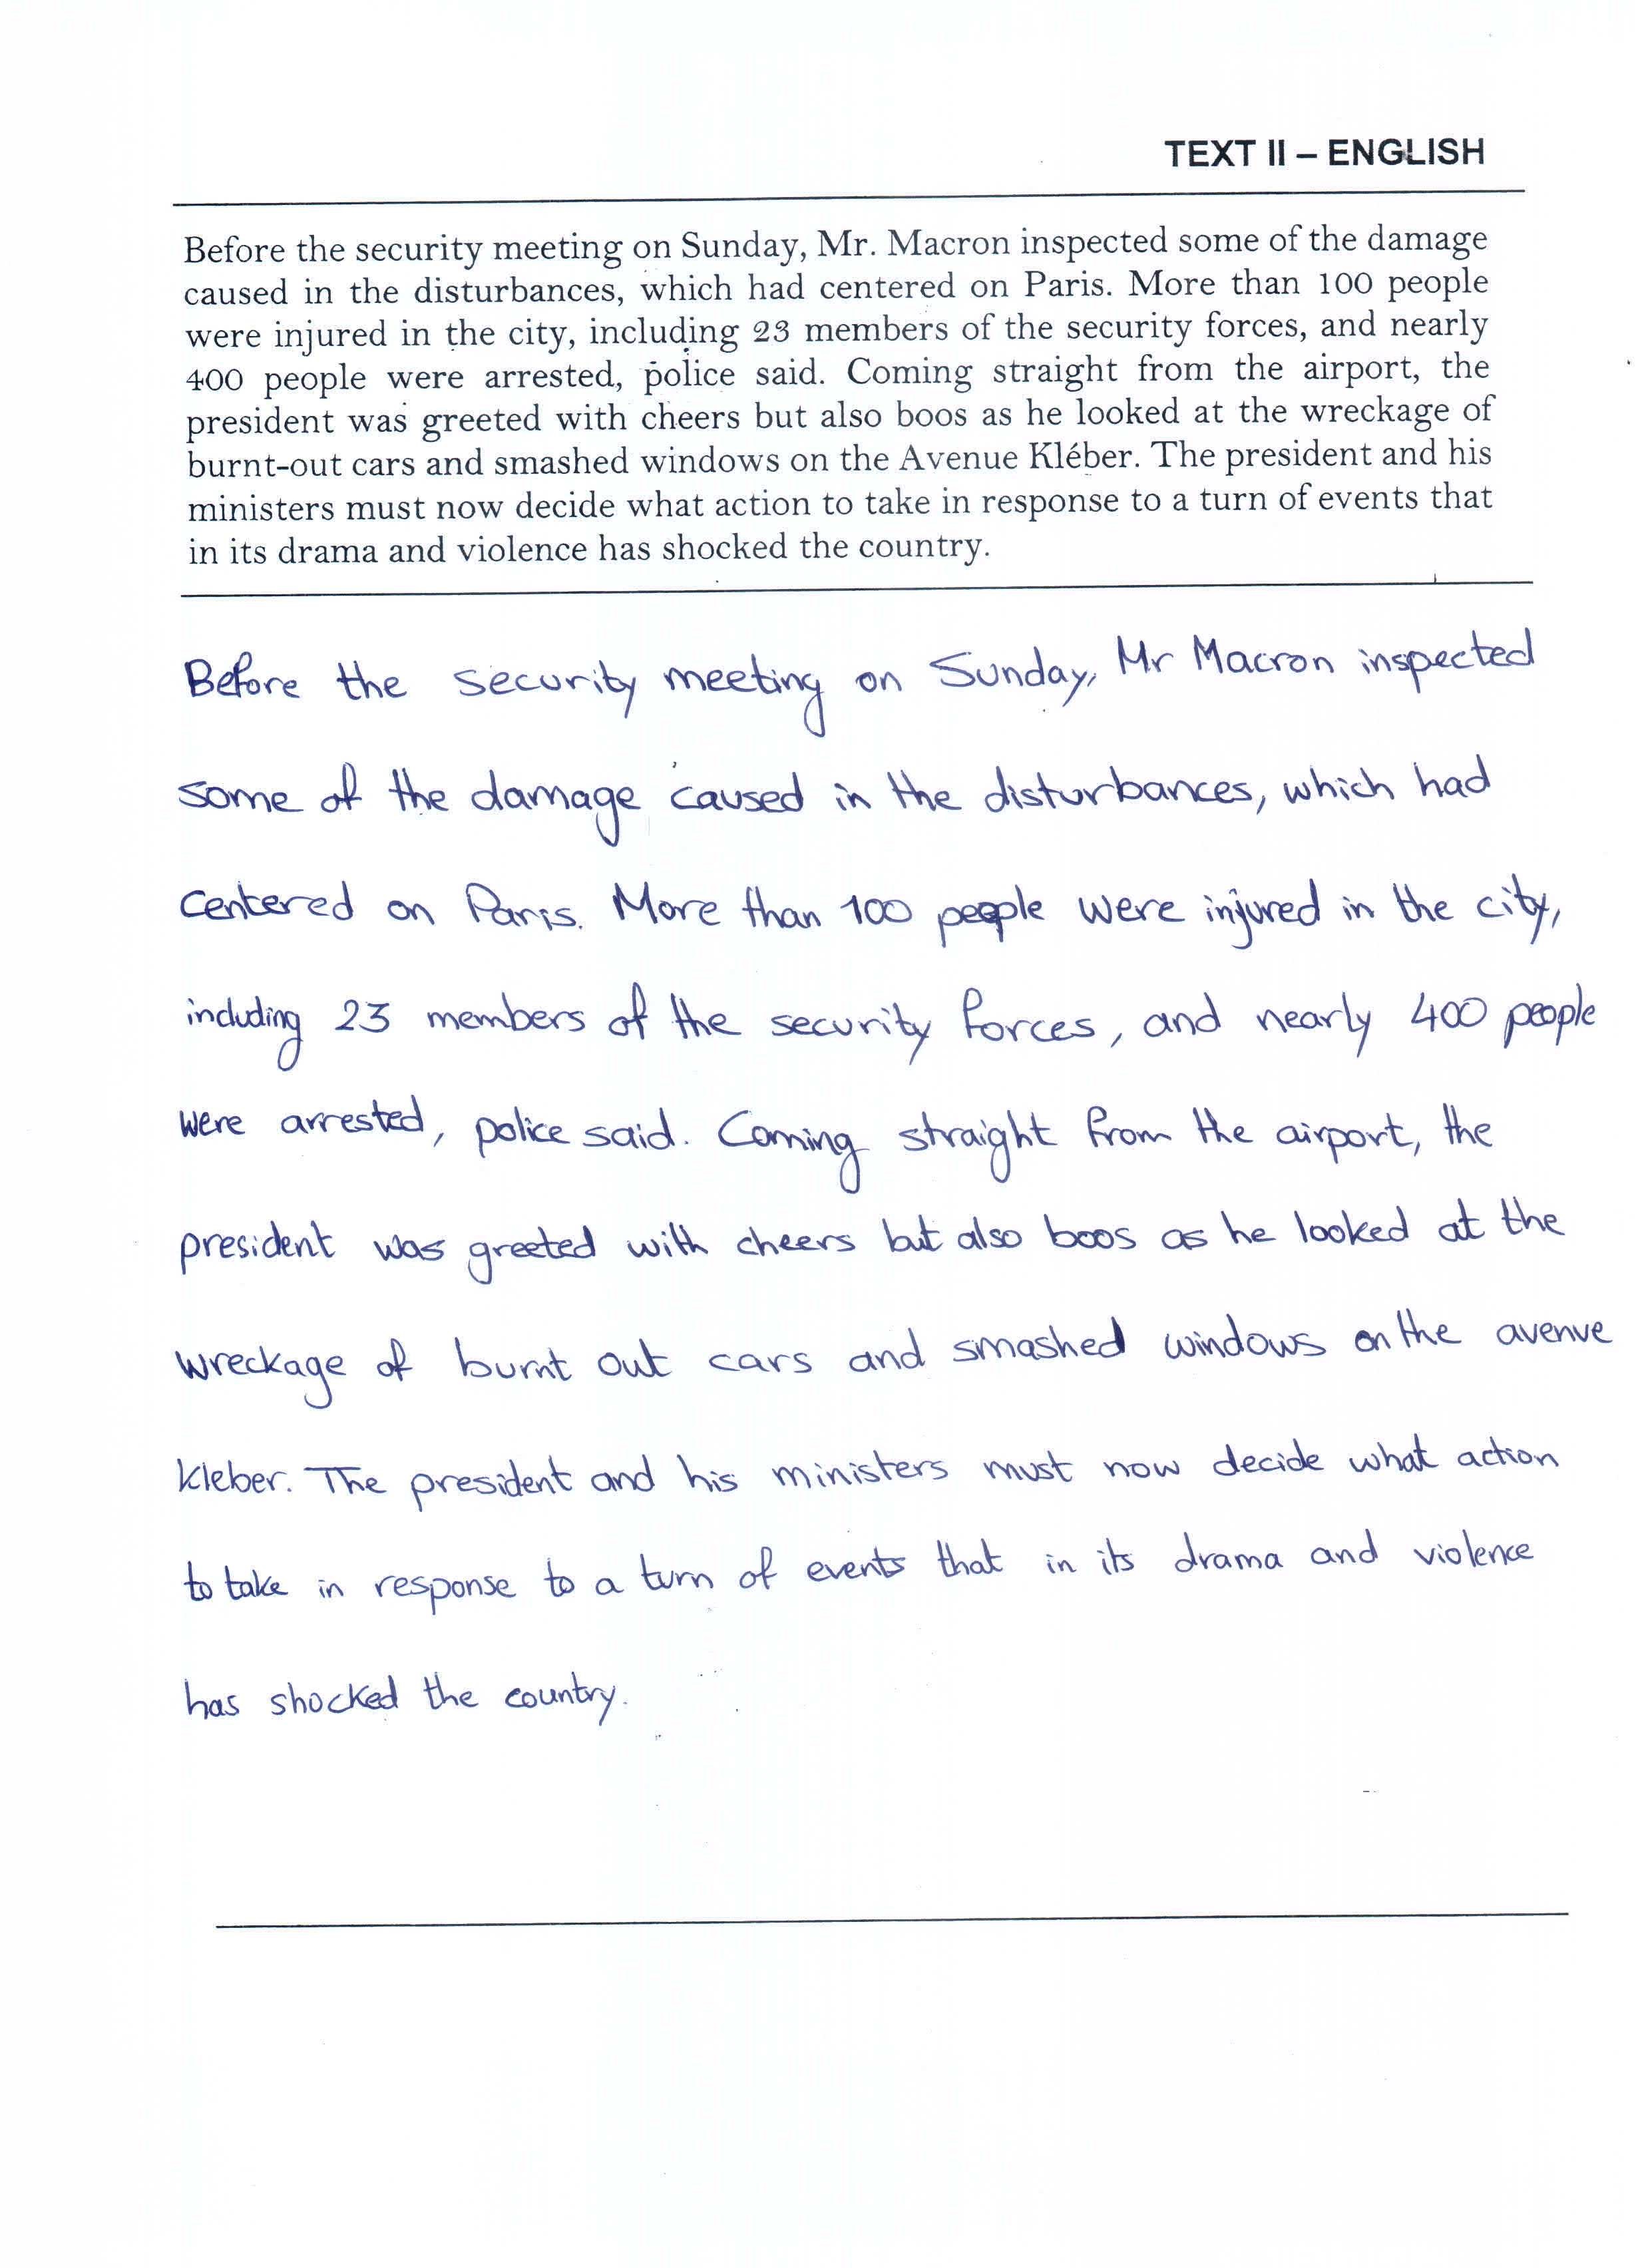 TEXT II – ENGLISH
Before the security meeting on Sunday, Mr. Macron inspected some of the damage
caused in the disturbances, which had centered on Paris. More than 100 people
were injured in the city, including 23 members of the security forces, and nearly
400 people were arrested, police said. Coming straight from the airport, the
president was greeted with cheers but also boos as he looked at the wreckage of
burnt-out cars and smashed windows on the Avenue Kléber. The president and his
ministers must now decide what action to take in response to a turn of events that
in its drama and violence has shocked the country.
Before the security meeting on Sunday, Mr Macron inspected
some of the damage caused in the disturbances, which had
centered on Paris. More than 100 people were injured in the city,
including 23 members of the security forces, and nearly 400 people
were arrested, police said. Coming straight from the airport, the
president was greeted with cheers but also boos as he looked at the
wreckage of burnt out cars and smashed windows on the avenue
Kleber. The president and his ministers must now decide what action
to take in response to a turn of events that in its drama and violence
has shocked the country.